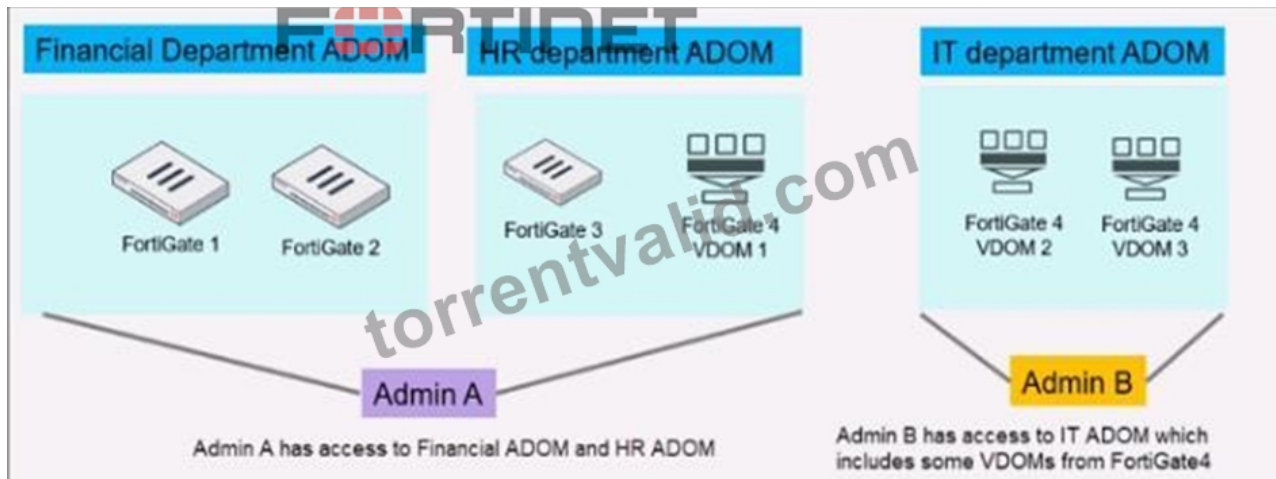 FORTINET
Financial Department ADOM
HR department ADOM
IT department ADOM
FortiGate 1
FortiGate 2
FortiGate 3
FortiGate 4
VDOM 1
FortiGate 4
VDOM 2
FortiGate 4
VDOM 3
torrentvalid.com
Admin A
Admin B
Admin A has access to Financial ADOM and HR ADOM
Admin B has access to IT ADOM which
includes some VDOMs from FortiGate4